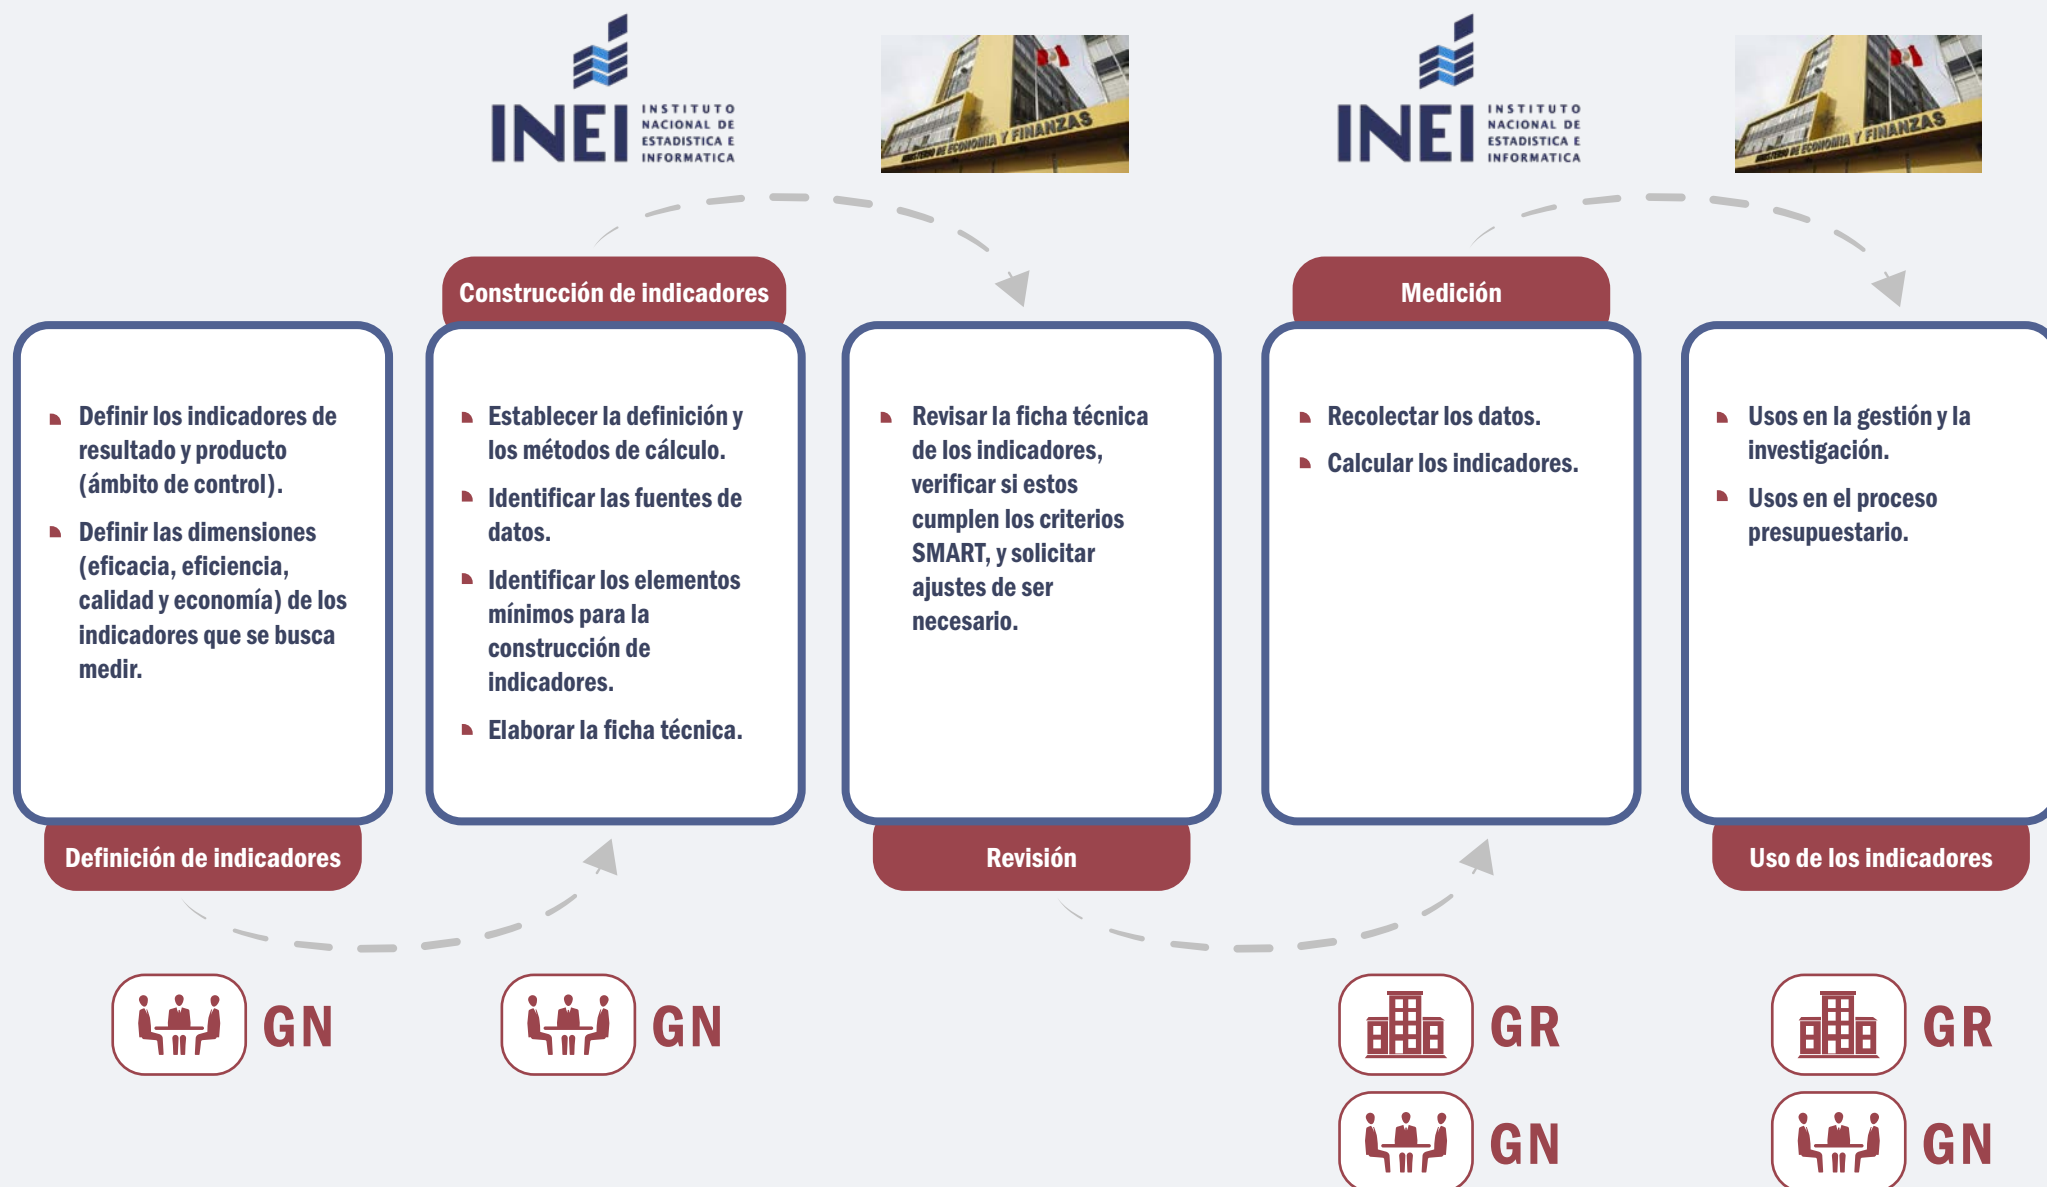 INEI
INSTITUTO
NACIONAL DE
ESTADISTICA E
INFORMATICA
MINISTERIO DE ECONOMIA Y FINANZAS
INEI
INSTITUTO
NACIONAL DE
ESTADISTICA E
INFORMATICA
MINISTERIO DE ECONOMIA Y FINANZAS
Definir los indicadores de
resultado y producto
(ámbito de control).
Definir las dimensiones
(eficacia, eficiencia,
calidad y economía) de los
indicadores que se busca
medir.
Definición de indicadores
GN
Construcción de indicadores
Establecer la definición y
los métodos de cálculo.
Identificar las fuentes de
datos.
Identificar los elementos
mínimos para la
construcción de
indicadores.
Elaborar la ficha técnica.
GN
Revisar la ficha técnica
de los indicadores,
verificar si estos
cumplen los criterios
SMART, y solicitar
ajustes de ser
necesario.
Revisión
Medición
Recolectar los datos.
Calcular los indicadores.
GR
GN
Usos en la gestión y la
investigación.
Usos en el proceso
presupuestario.
Uso de los indicadores
GR
GN